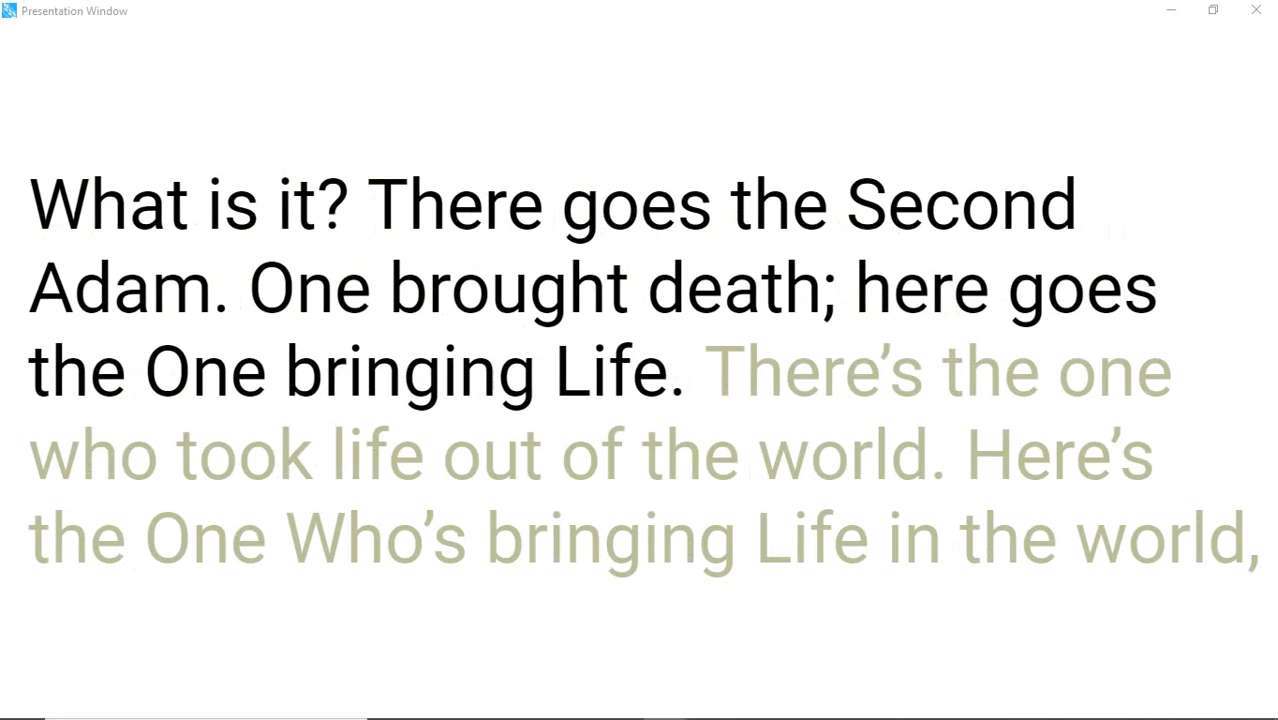 Presentation Window
What is it? There goes the Second
Adam. One brought death; here goes
the One bringing Life. There’s the one
who took life out of the world. Here’s
the One Who’s bringing Life in the world,